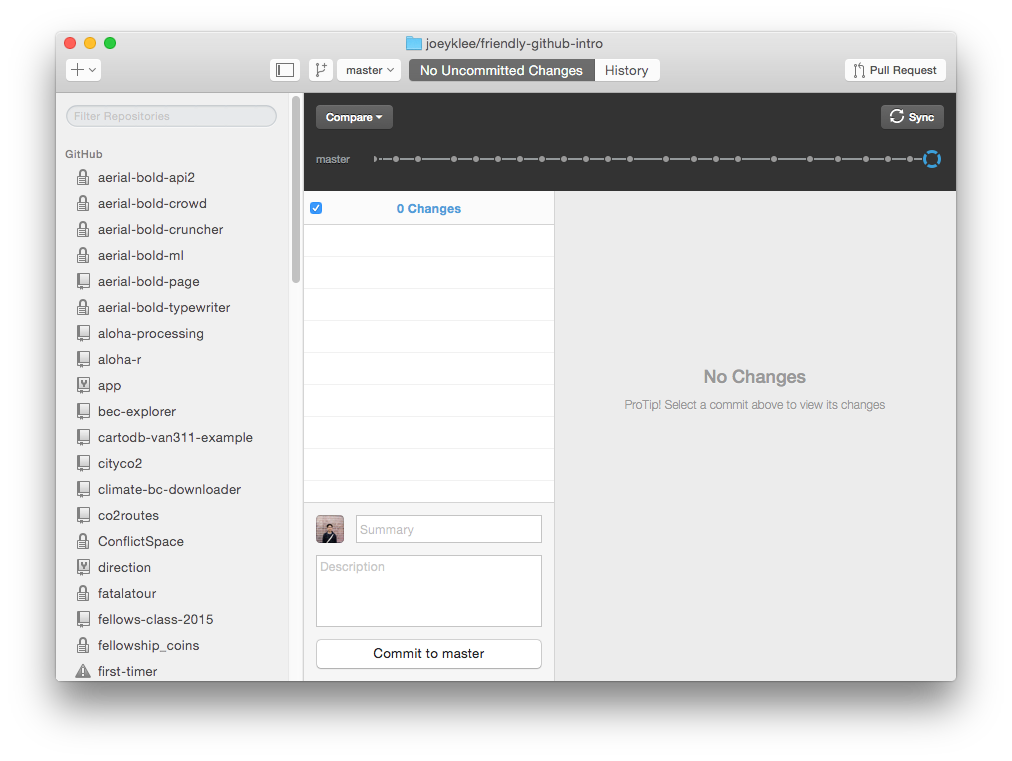 joeyklee/friendly-github-intro
master
No Uncommitted Changes
History
Pull Request
Filter Repositories
GitHub
aerial-bold-api2
aerial-bold-crowd
aerial-bold-cruncher
aerial-bold-ml
aerial-bold-page
aerial-bold-typewriter
aloha-processing
aloha-r
app
bec-explorer
cartodb-van311-example
cityco2
climate-bc-downloader
co2routes
ConflictSpace
direction
fatalatour
fellows-class-2015
fellowship_coins
first-timer
Compare
Sync
master
0 Changes
Summary
Description
Commit to master
No Changes
ProTip! Select a commit above to view its changes